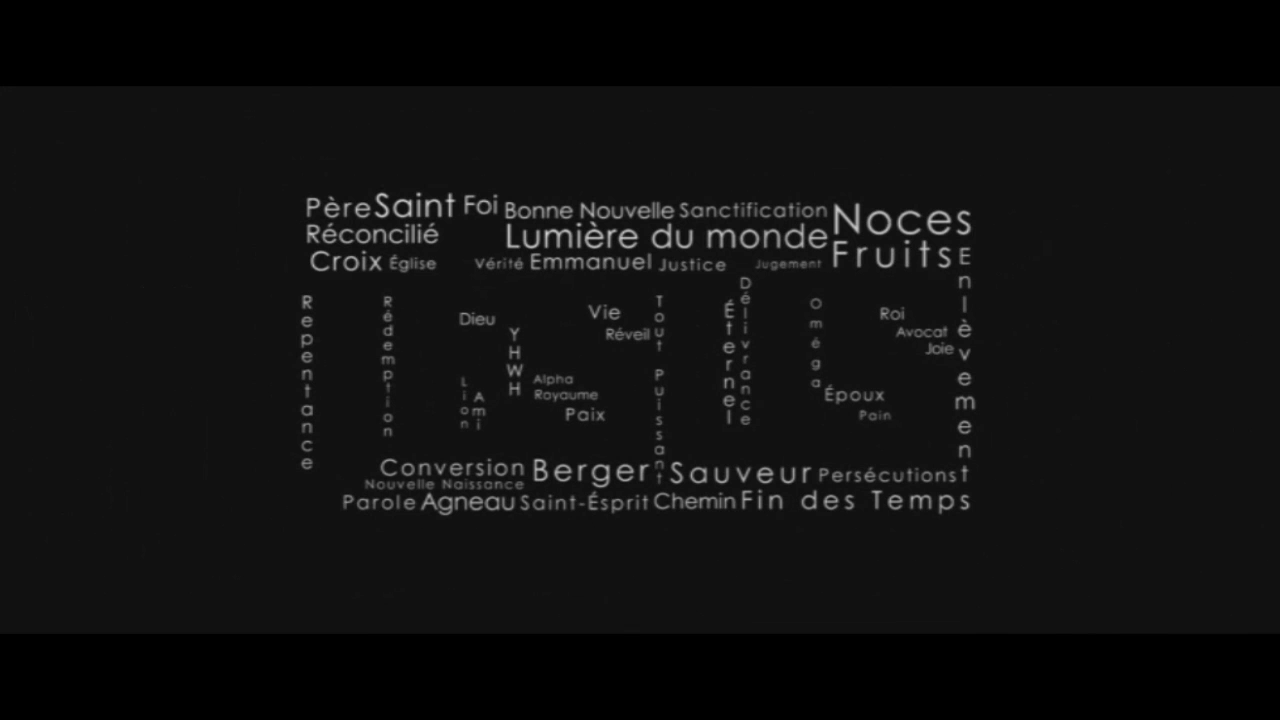 Père Saint Foi Bonne Nouvelle Sanctification Noces
Réconcilié Lumière du monde Fruits
Croix Église Vérité Emmanuel Justice Jugement
Enlèvement
Repentance
Rédemption
Dieu
YHWH
Lion
Ami
Alpha
Royaume
Paix
Vie
Réveil
Tout Puissant
Éternel
Délivrance
Oméga
Roi
Avocat
Joie
Époux
Pain
Conversion Berger Sauveur Persécutions
Nouvelle Naissance
Parole Agneau Saint-Ésprit Chemin Fin des Temps